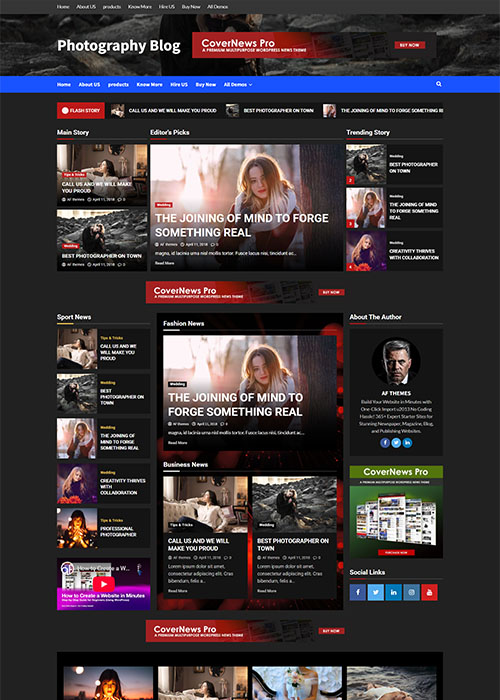 Home About US products Know More Hire US Buy Now All Demos
Photography Blog
CoverNews Pro
A PREMIUM MULTIPURPOSE WORDPRESS NEWS THEME
BUY NOW
Home About US products Know More Hire US Buy Now All Demos
FLASH STORY
CALL US AND WE WILL MAKE YOU PROUD
BEST PHOTOGRAPHER ON TOWN
THE JOINING OF MIND TO FORGE SOMETHING RE
Main Story
Tips & Tricks
CALL US AND WE WILL MAKE
YOU PROUD
AF themes April 11, 2018 0
Wedding
BEST PHOTOGRAPHER ON TOWN
AF themes April 11, 2018 0
Editor's Picks
Wedding
THE JOINING OF MIND TO FORGE
SOMETHING REAL
AF themes April 11, 2018 0
magna, id lacinia urna nisl mollis tortor. Fusce lacus nisi, tincidunt ac...
Read More
Trending Story
Wedding
BEST PHOTOGRAPHER
ON TOWN
2
Wedding
THE JOINING OF MIND
TO FORGE
SOMETHING REAL
3
Wedding
CREATIVITY THRIVES
WITH COLLABORATION
CoverNews Pro
A PREMIUM MULTIPURPOSE WORDPRESS NEWS THEME
BUY NOW
Sport News
Tips & Tricks
CALL US AND WE
WILL MAKE YOU
PROUD
Wedding
BEST
PHOTOGRAPHER ON
TOWN
Wedding
THE JOINING OF
MIND TO FORGE
SOMETHING REAL
Wedding
CREATIVITY THRIVES
WITH
COLLABORATION
Tips & Tricks
PROFESSIONAL
PHOTOGRAPHER
How to Create a W...
How to Create a Website in Minutes
Fashion News
Wedding
THE JOINING OF MIND TO
FORGE SOMETHING REAL
AF themes April 11, 2018 0
magna, id lacinia urna nisl mollis tortor. Fusce lacus nisi, tincidunt ac...
Read More
Business News
Tips & Tricks
CALL US AND WE WILL
MAKE YOU PROUD
AF themes April 11, 2018 0
Lorem ipsum dolor sit amet,
consectetur adipiscing elit. Cras
bibendum, felis a...
Read More
Wedding
BEST PHOTOGRAPHER ON
TOWN
AF themes April 11, 2018 0
Lorem ipsum dolor sit amet,
consectetur adipiscing elit. Cras
bibendum, felis a...
Read More
About The Author
AF THEMES
Build Your Website in Minutes with
One-Click Import u2013 No Coding
Hassle! 365+ Expert Starter Sites for
Stunning Newspaper, Magazine, Blog,
and Publishing Websites.
CoverNews Pro
A PREMIUM MULTIPURPOSE WORDPRESS NEWS THEME
PURCHASE NOW
Social Links
CoverNews Pro
A PREMIUM MULTIPURPOSE WORDPRESS NEWS THEME
BUY NOW